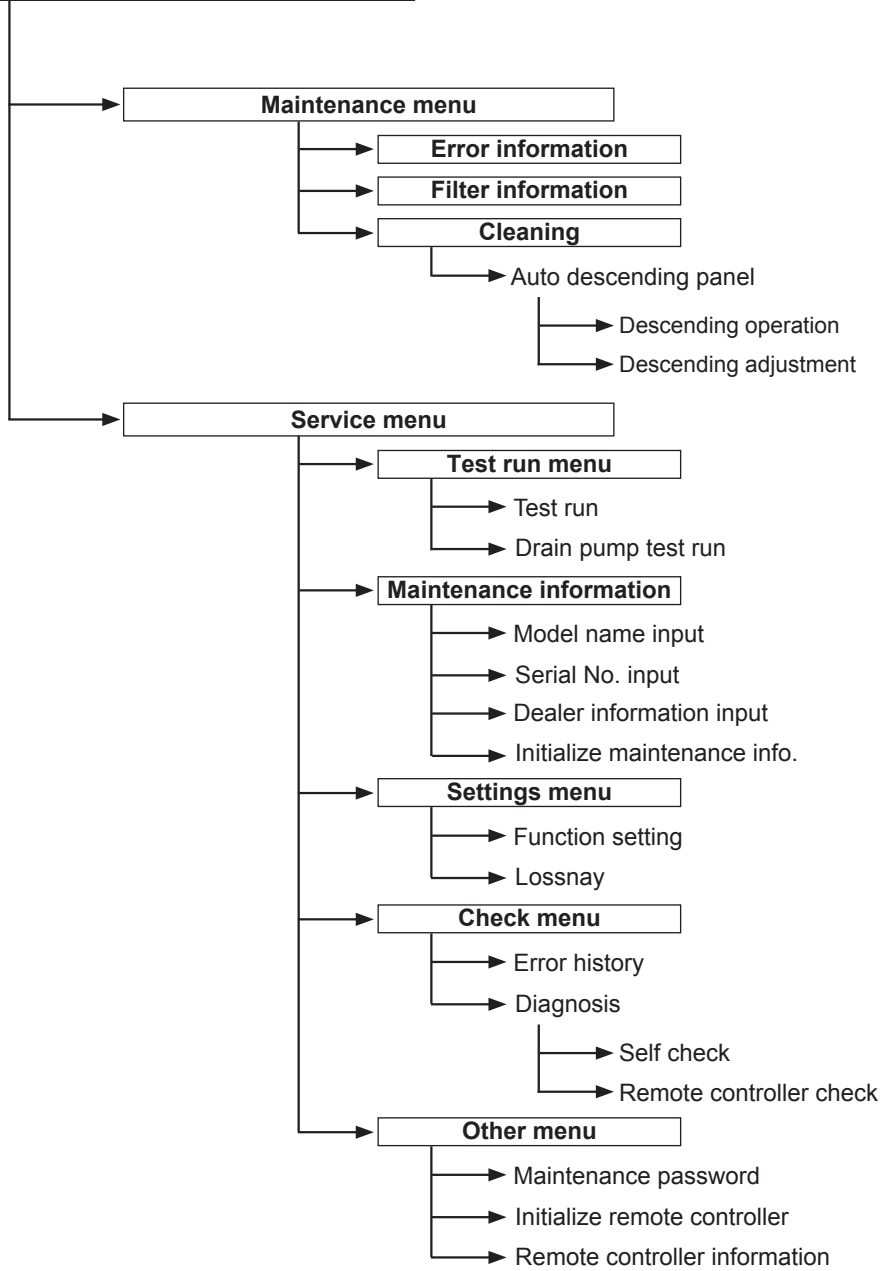 Maintenance menu
Error information
Filter information
Cleaning
Auto descending panel
Descending operation
Descending adjustment
Service menu
Test run menu
Test run
Drain pump test run
Maintenance information
Model name input
Serial No. input
Dealer information input
Initialize maintenance info.
Settings menu
Function setting
Lossnay
Check menu
Error history
Diagnosis
Self check
Remote controller check
Other menu
Maintenance password
Initialize remote controller
Remote controller information